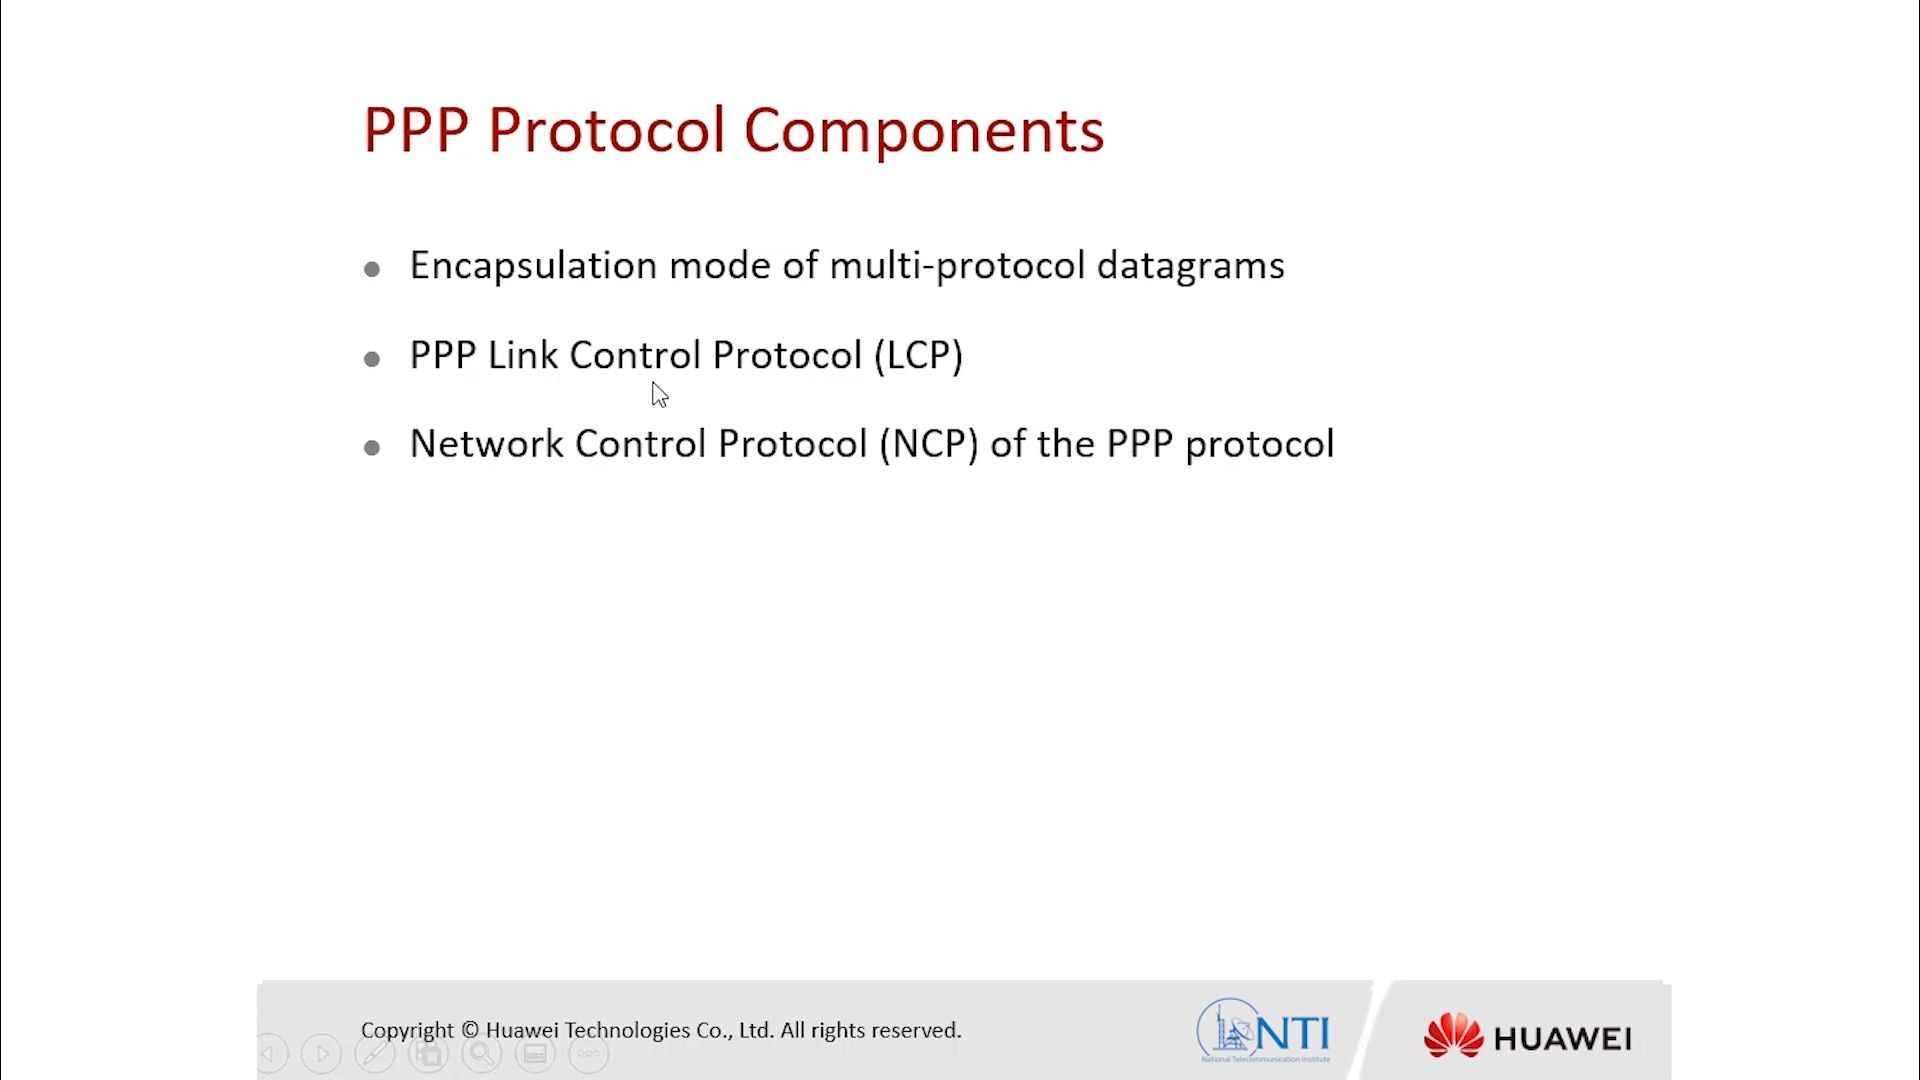 PPP Protocol Components
Encapsulation mode of multi-protocol datagrams
PPP Link Control Protocol (LCP)
Network Control Protocol (NCP) of the PPP protocol
Copyright © Huawei Technologies Co., Ltd. All rights reserved.
NTI
National Telecommunication Institute
HUAWEI